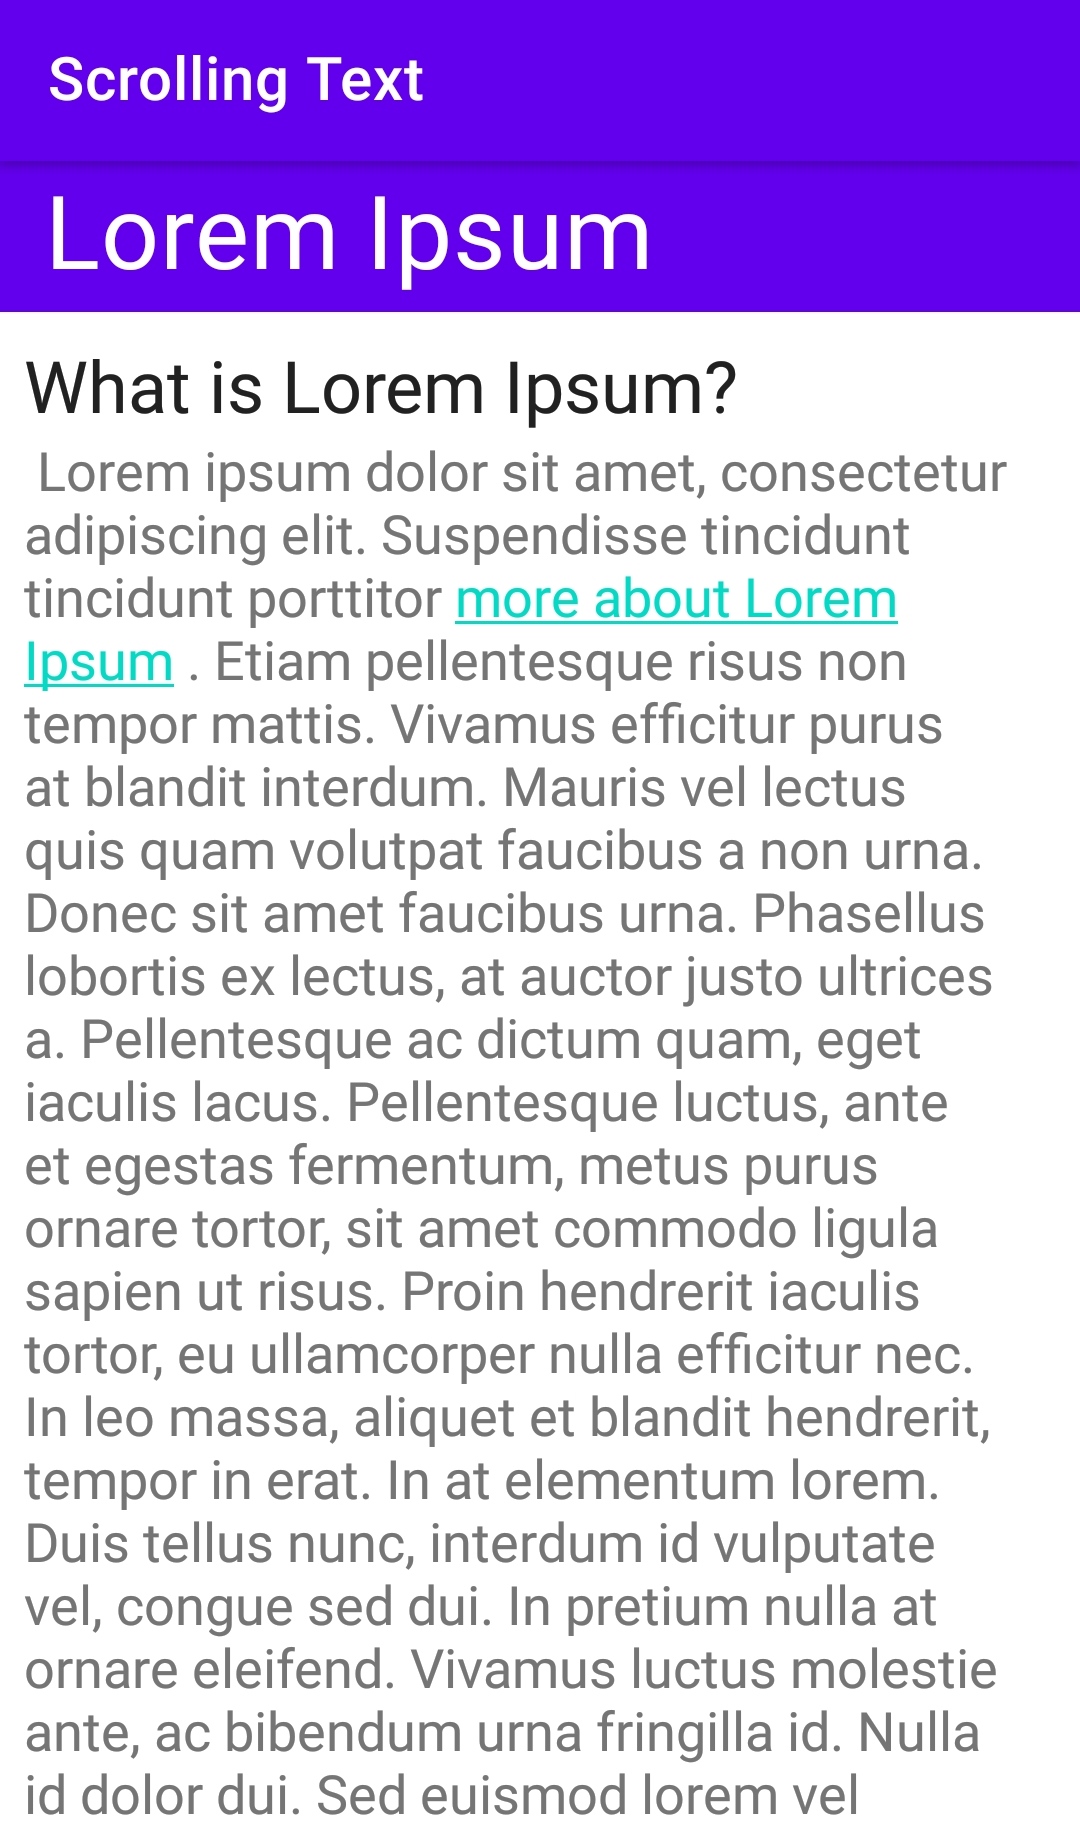 Scrolling Text
Lorem Ipsum
What is Lorem Ipsum?
Lorem ipsum dolor sit amet, consectetur
adipiscing elit. Suspendisse tincidunt
tincidunt porttitor more about Lorem
Ipsum . Etiam pellentesque risus non
tempor mattis. Vivamus efficitur purus
at blandit interdum. Mauris vel lectus
quis quam volutpat faucibus a non urna.
Donec sit amet faucibus urna. Phasellus
lobortis ex lectus, at auctor justo ultrices
a. Pellentesque ac dictum quam, eget
iaculis lacus. Pellentesque luctus, ante
et egestas fermentum, metus purus
ornare tortor, sit amet commodo ligula
sapien ut risus. Proin hendrerit iaculis
tortor, eu ullamcorper nulla efficitur nec.
In leo massa, aliquet et blandit hendrerit,
tempor in erat. In at elementum lorem.
Duis tellus nunc, interdum id vulputate
vel, congue sed dui. In pretium nulla at
ornare eleifend. Vivamus luctus molestie
ante, ac bibendum urna fringilla id. Nulla
id dolor dui. Sed euismod lorem vel